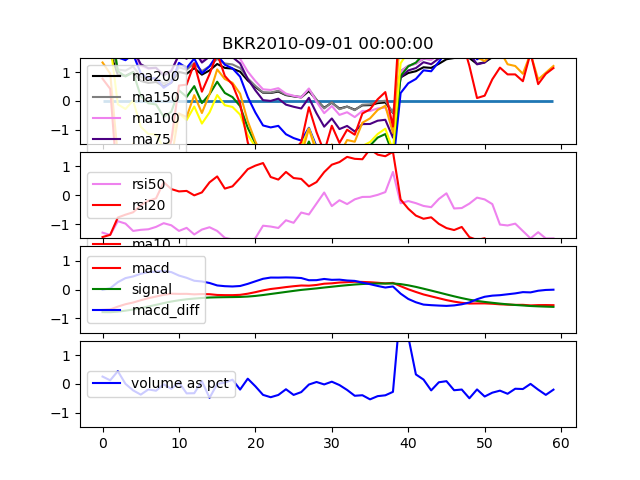 BKR2010-09-01 00:00:00
1
0
−1
ma200
ma150
ma100
ma75
1
0
−1
rsi50
rsi20
ma10
1
0
−1
macd
signal
macd_diff
1
0
−1
volume as pct
0 10 20 30 40 50 60